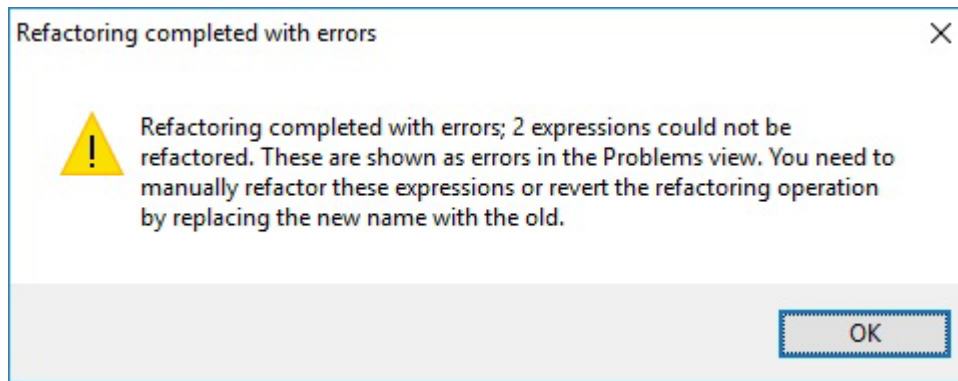 Refactoring completed with errors
Refactoring completed with errors; 2 expressions could not be
refactored. These are shown as errors in the Problems view. You need to
manually refactor these expressions or revert the refactoring operation
by replacing the new name with the old.
OK